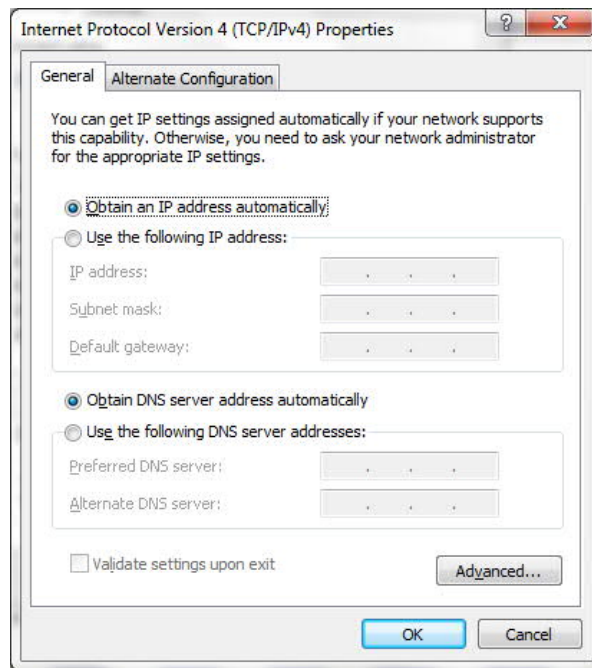 Internet Protocol Version 4 (TCP/IPv4) Properties
General
Alternate Configuration
You can get IP settings assigned automatically if your network supports
this capability. Otherwise, you need to ask your network administrator
for the appropriate IP settings.
Obtain an IP address automatically
Use the following IP address:
IP address:
Subnet mask:
Default gateway:
Obtain DNS server address automatically
Use the following DNS server addresses:
Preferred DNS server:
Alternate DNS server:
Validate settings upon exit
Advanced...
OK
Cancel